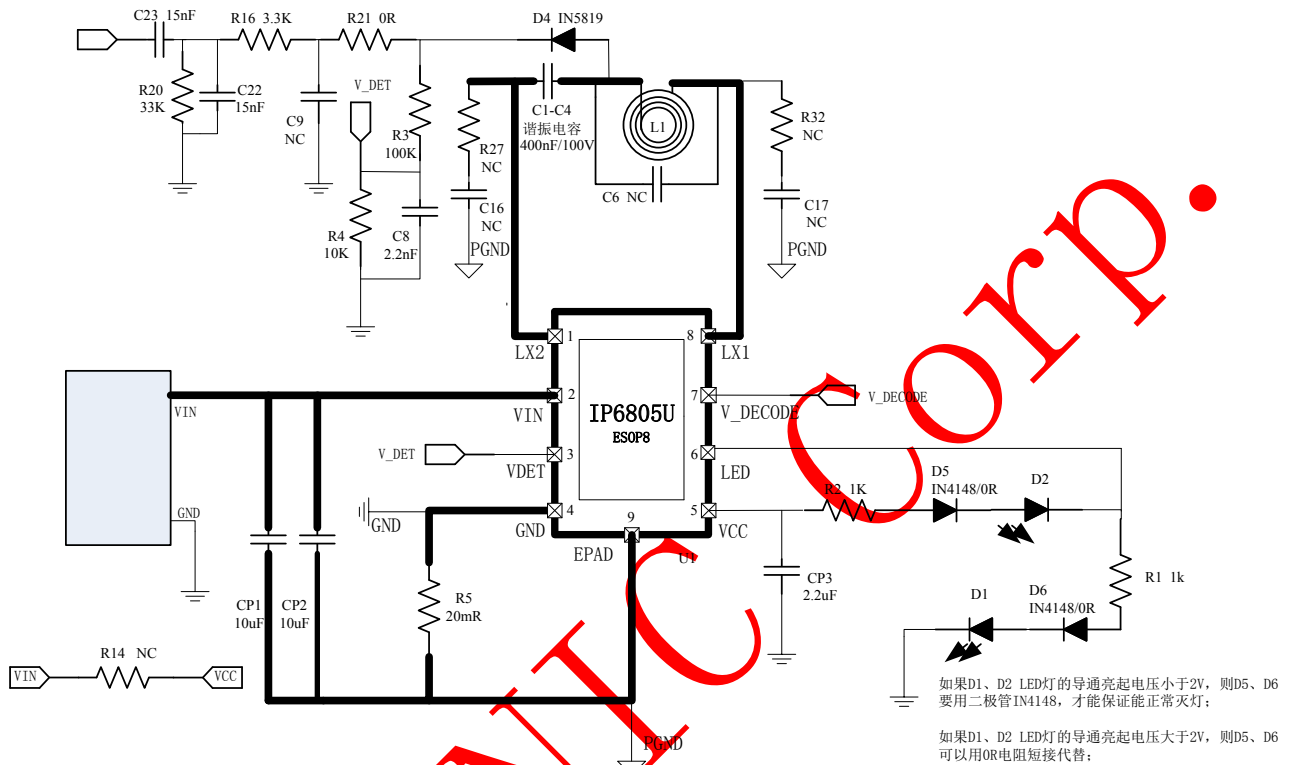 C23 15nF
R16 3.3K
R21 0R
D4 IN5819
R20
33K
C22
15nF
C9
NC
V_DET
R3
100K
R4
10K
C8
2.2nF
R27
NC
C16
NC
PGND
C1-C4
谐振电容
400nF/100V
L1
C6 NC
R32
NC
C17
NC
PGND
1
LX2
8
LX1
VIN
2
VIN
IP6805U
ESOP8
7
V_DECODE
V_DECODE
V_DET
3
VDET
6
LED
GND
GND
4
GND
9
EPAD
5
VCC
U1
R2 1K
D5
IN4148/0R
D2
CP1
10uF
CP2
10uF
R5
20mR
CP3
2.2uF
R1 1k
D1
D6
IN4148/0R
VIN
R14 NC
VCC
PGND
如果D1、D2 LED灯的导通亮起电压小于2V，则D5、D6
要用二极管IN4148，才能保证能正常灭灯；
如果D1、D2 LED灯的导通亮起电压大于2V，则D5、D6
可以用0R电阻短接代替；
Corp.